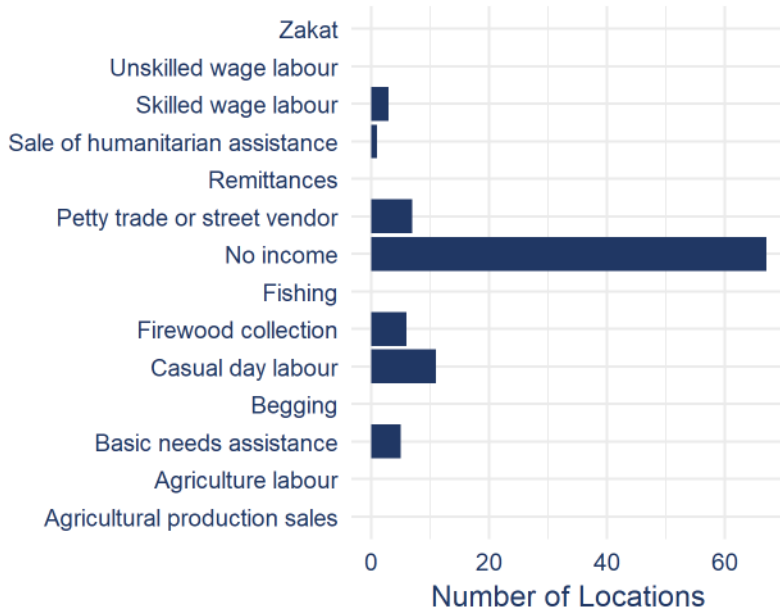 Zakat
Unskilled wage labour
Skilled wage labour
Sale of humanitarian assistance
Remittances
Petty trade or street vendor
No income
Fishing
Firewood collection
Casual day labour
Begging
Basic needs assistance
Agriculture labour
Agricultural production sales
0 20 40 60
Number of Locations